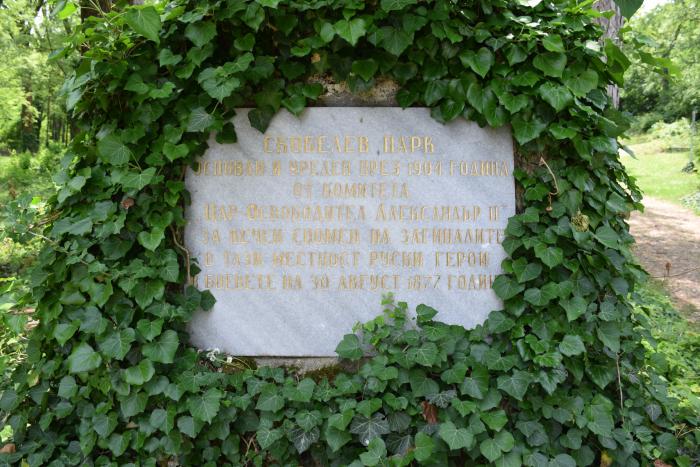 СКОБЕЛЕВ ПАРК
ОСНОВАН И УРЕДЕН ПРЕЗ 1904 ГОДИНА
ОТ КОМИТЕТА
"ЦАР-ОСВОБОДИТЕЛ АЛЕКСАНДЪР II"
ЗА ВЕЧЕН СПОМЕН НА ЗАГИНАЛИТЕ
В ТАЗИ МЕСТНОСТ РУСКИ ГЕРОИ
В БОЕВЕТЕ НА 30 АВГУСТ 1877 ГОДИНА